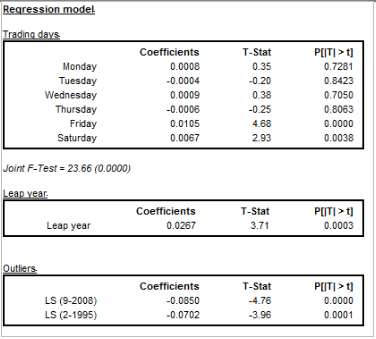 Regression model
Trading days
Coefficients T-Stat P[|T| > t]
Monday 0.0008 0.35 0.7281
Tuesday -0.0004 -0.20 0.8423
Wednesday 0.0009 0.38 0.7050
Thursday -0.0006 -0.25 0.8063
Friday 0.0105 4.68 0.0000
Saturday 0.0067 2.93 0.0038
Joint F-Test = 23.66 (0.0000)
Leap year
Coefficients T-Stat P[|T| > t]
Leap year 0.0267 3.71 0.0003
Outliers
Coefficients T-Stat P[|T| > t]
LS (9-2008) -0.0850 -4.76 0.0000
LS (2-1995) -0.0702 -3.96 0.0001